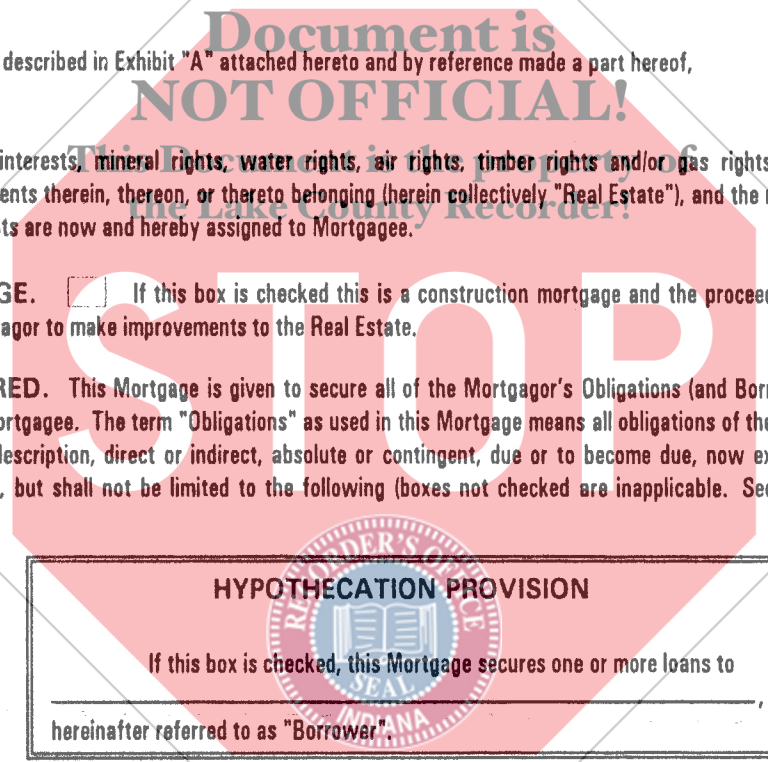 Document is
described in Exhibit "A" attached hereto and by reference made a part hereof,
NOT OFFICIAL!
This Document is the property of
interests, mineral rights, water rights, air rights, timber rights and/or gas rights
ents therein, thereon, or thereto belonging (herein collectively "Real Estate"), and the
the Lake County Recorder!
ts are now and hereby assigned to Mortgagee.
GE. If this box is checked this is a construction mortgage and the procee
agor to make improvements to the Real Estate.
STOP
RED. This Mortgage is given to secure all of the Mortgagor's Obligations (and Bor
ortgagee. The term "Obligations" as used in this Mortgage means all obligations of the
description, direct or indirect, absolute or contingent, due or to become due, now ex
, but shall not be limited to the following (boxes not checked are inapplicable. See
HYPOTHECATION PROVISION
If this box is checked, this Mortgage secures one or more loans to
,
hereinafter referred to as "Borrower".
RECORDER'S OFFICE
SEAL
INDIANA